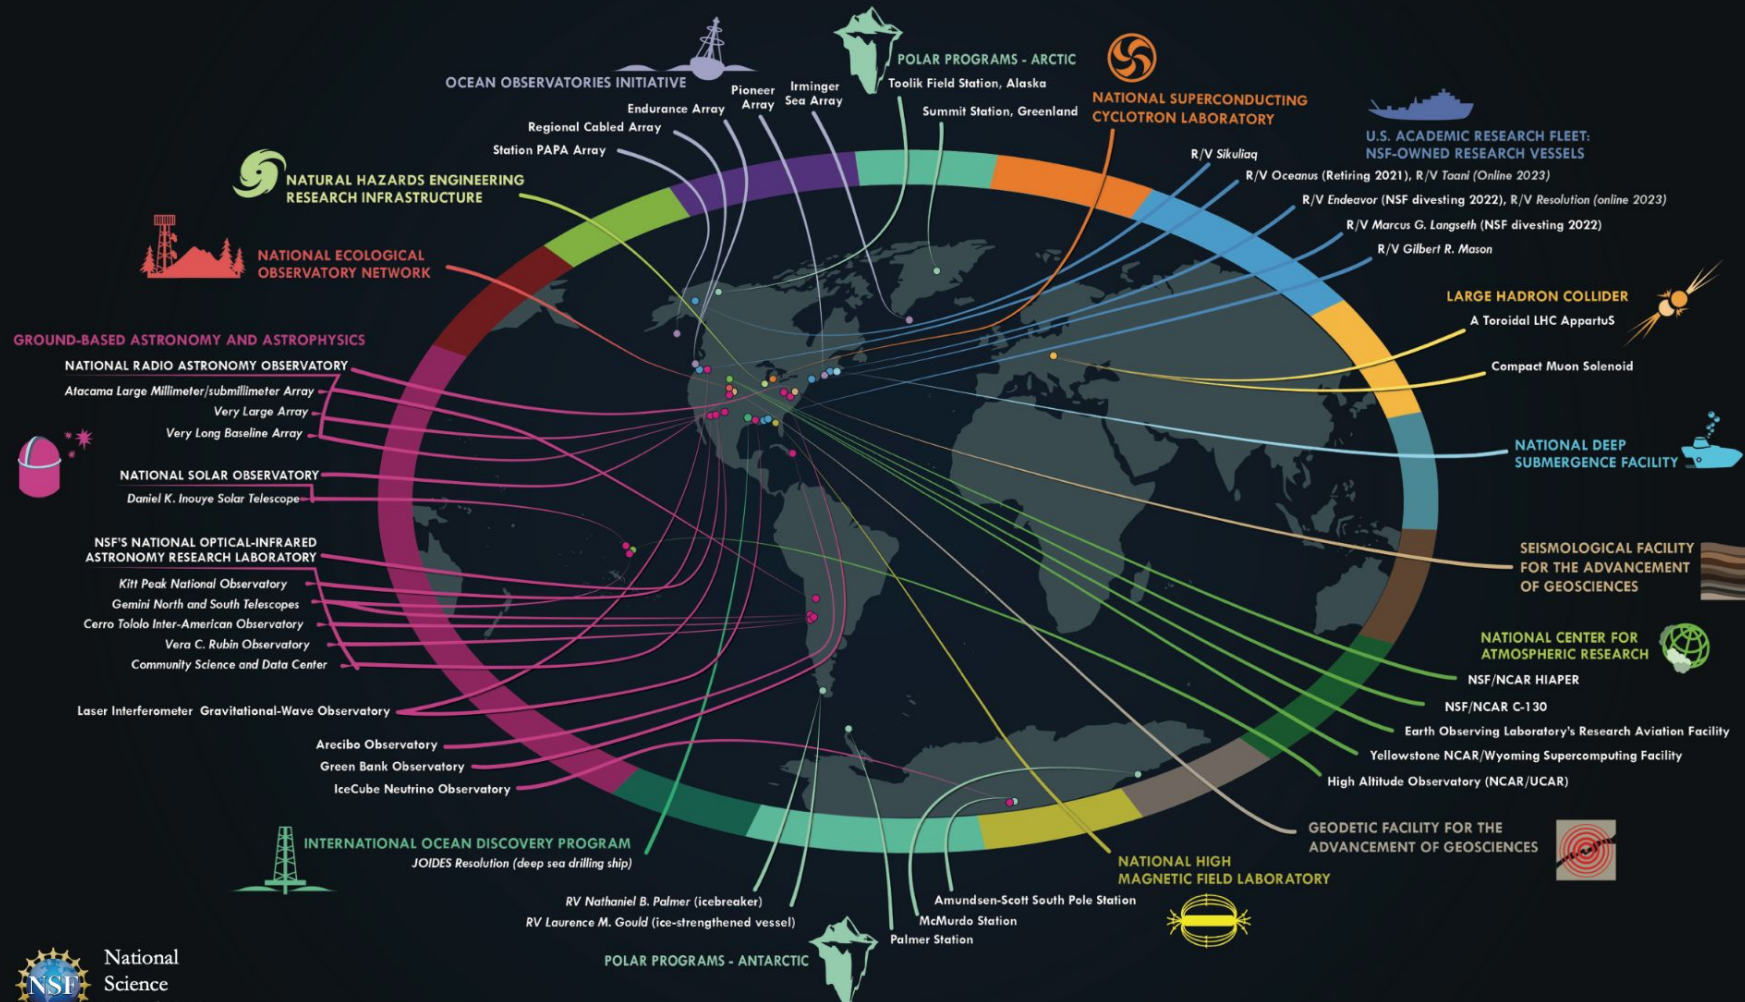 OCEAN OBSERVATORIES INITIATIVE
Station PAPA Array
Regional Cabled Array
Endurance Array
Pioneer
Array
Irminger
Sea Array
POLAR PROGRAMS - ARCTIC
Toolik Field Station, Alaska
Summit Station, Greenland
NATIONAL SUPERCONDUCTING
CYCLOTRON LABORATORY
U.S. ACADEMIC RESEARCH FLEET:
NSF-OWNED RESEARCH VESSELS
R/V Sikuliaq
R/V Oceanus (Retiring 2021), R/V Taani (Online 2023)
R/V Endeavor (NSF divesting 2022), R/V Resolution (online 2023)
R/V Marcus G. Langseth (NSF divesting 2022)
R/V Gilbert R. Mason
LARGE HADRON COLLIDER
A Toroidal LHC AppartuS
Compact Muon Solenoid
NATIONAL DEEP
SUBMERGENCE FACILITY
SEISMOLOGICAL FACILITY
FOR THE ADVANCEMENT
OF GEOSCIENCES
NATIONAL CENTER FOR
ATMOSPHERIC RESEARCH
NSF/NCAR HIAPER
NSF/NCAR C-130
Earth Observing Laboratory's Research Aviation Facility
Yellowstone NCAR/Wyoming Supercomputing Facility
High Altitude Observatory (NCAR/UCAR)
GEODETIC FACILITY FOR THE
ADVANCEMENT OF GEOSCIENCES
NATIONAL HIGH
MAGNETIC FIELD LABORATORY
Amundsen-Scott South Pole Station
McMurdo Station
Palmer Station
RV Nathaniel B. Palmer (icebreaker)
RV Laurence M. Gould (ice-strengthened vessel)
POLAR PROGRAMS - ANTARCTIC
INTERNATIONAL OCEAN DISCOVERY PROGRAM
JOIDES Resolution (deep sea drilling ship)
NATURAL HAZARDS ENGINEERING
RESEARCH INFRASTRUCTURE
NATIONAL ECOLOGICAL
OBSERVATORY NETWORK
GROUND-BASED ASTRONOMY AND ASTROPHYSICS
NATIONAL RADIO ASTRONOMY OBSERVATORY
Atacama Large Millimeter/submillimeter Array
Very Large Array
Very Long Baseline Array
NATIONAL SOLAR OBSERVATORY
Daniel K. Inouye Solar Telescope
NSF'S NATIONAL OPTICAL-INFRARED
ASTRONOMY RESEARCH LABORATORY
Kitt Peak National Observatory
Gemini North and South Telescopes
Cerro Tololo Inter-American Observatory
Vera C. Rubin Observatory
Community Science and Data Center
Laser Interferometer Gravitational-Wave Observatory
Arecibo Observatory
Green Bank Observatory
IceCube Neutrino Observatory
NSF
National
Science